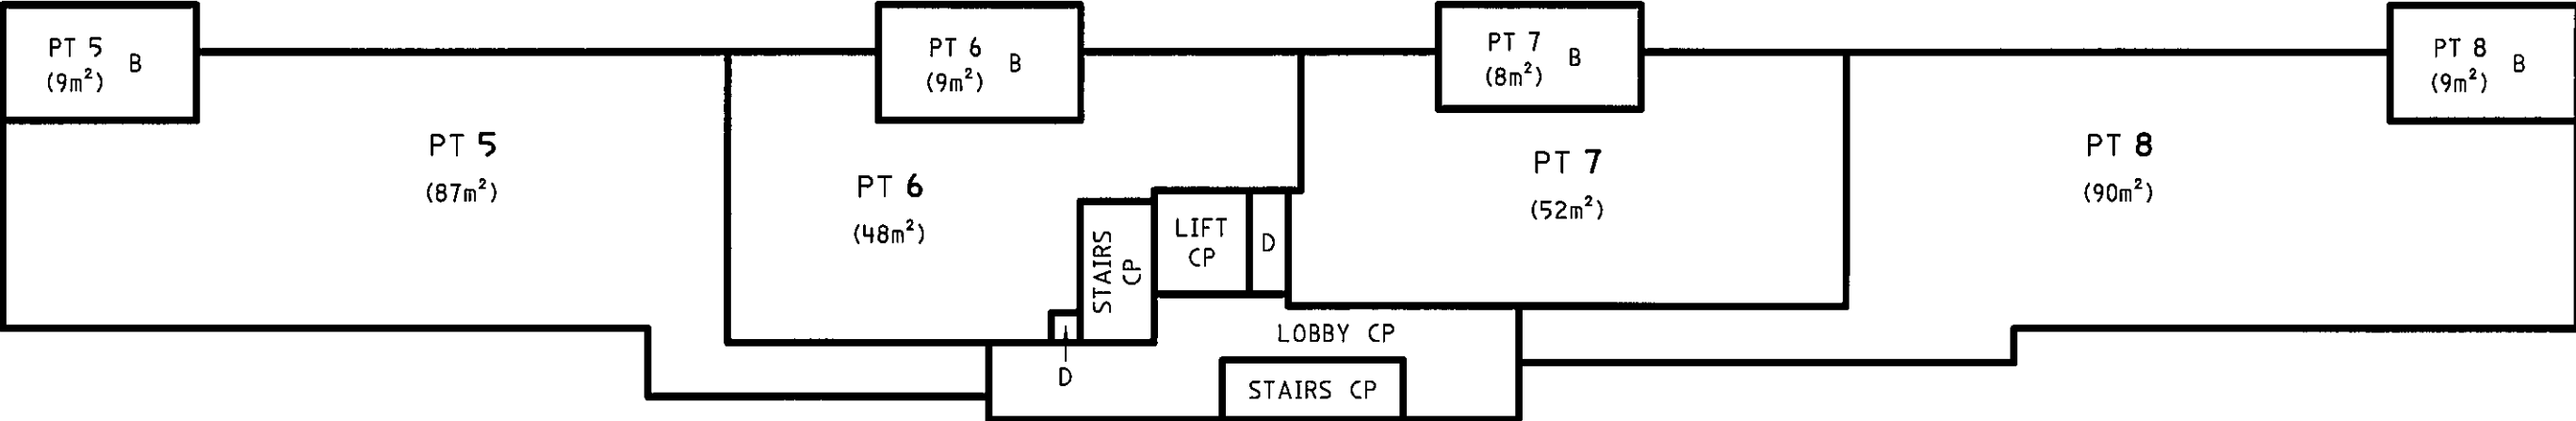 PT 5 B
(9m²)
PT 6 B
(9m²)
PT 7 B
(8m²)
PT 8 B
(9m²)
PT 5
(87m²)
PT 6
(48m²)
PT 7
(52m²)
PT 8
(90m²)
STAIRS
CP
LIFT
CP
D
D
LOBBY CP
STAIRS CP